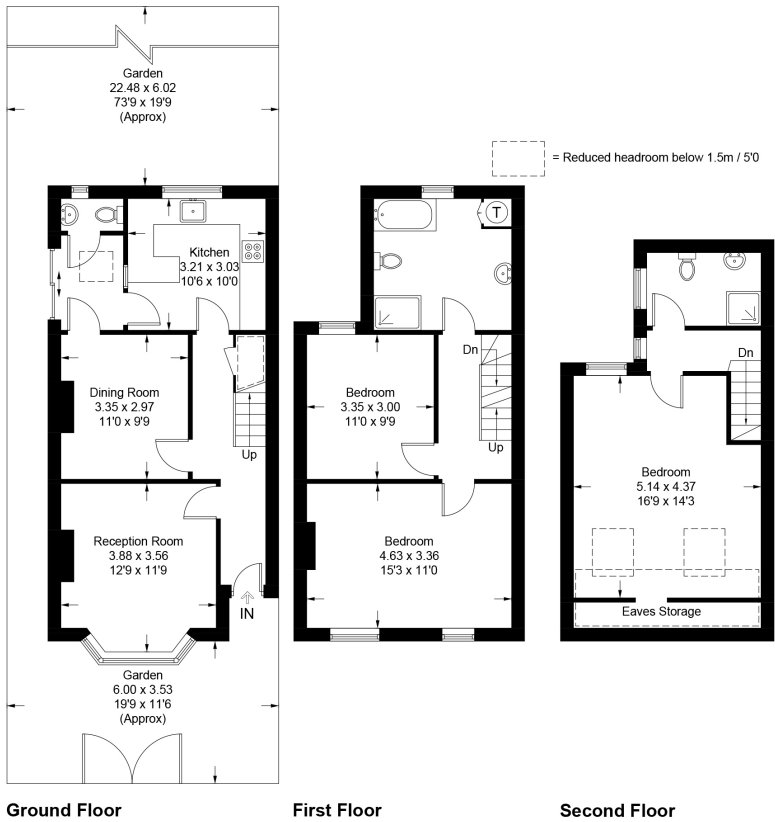 Garden
22.48 x 6.02
73'9 x 19'9
(Approx)
= Reduced headroom below 1.5m / 5'0
T
Kitchen
3.21 x 3.03
10'6 x 10'0
Dn
Dn
Dining Room
3.35 x 2.97
11'0 x 9'9
Bedroom
3.35 x 3.00
11'0 x 9'9
Up
Up
Bedroom
5.14 x 4.37
16'9 x 14'3
Reception Room
3.88 x 3.56
12'9 x 11'9
Bedroom
4.63 x 3.36
15'3 x 11'0
IN
Eaves Storage
Garden
6.00 x 3.53
19'9 x 11'6
(Approx)
Ground Floor
First Floor
Second Floor